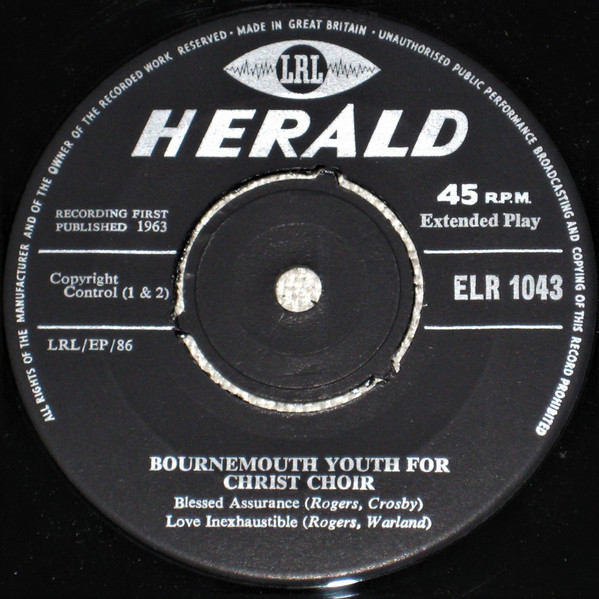 ALL RIGHTS OF THE MANUFACTURER AND OF THE OWNER OF THE RECORDED WORK RESERVED · MADE IN GREAT BRITAIN · UNAUTHORISED PUBLIC PERFORMANCE BROADCASTING AND COPYING OF THIS RECORD PROHIBITED
LRL
HERALD
RECORDING FIRST
PUBLISHED 1963
45 R.P.M.
Extended Play
Copyright
Control (1 & 2)
ELR 1043
LRL/EP/86
BOURNEMOUTH YOUTH FOR
CHRIST CHOIR
Blessed Assurance (Rogers, Crosby)
Love Inexhaustible (Rogers, Warland)